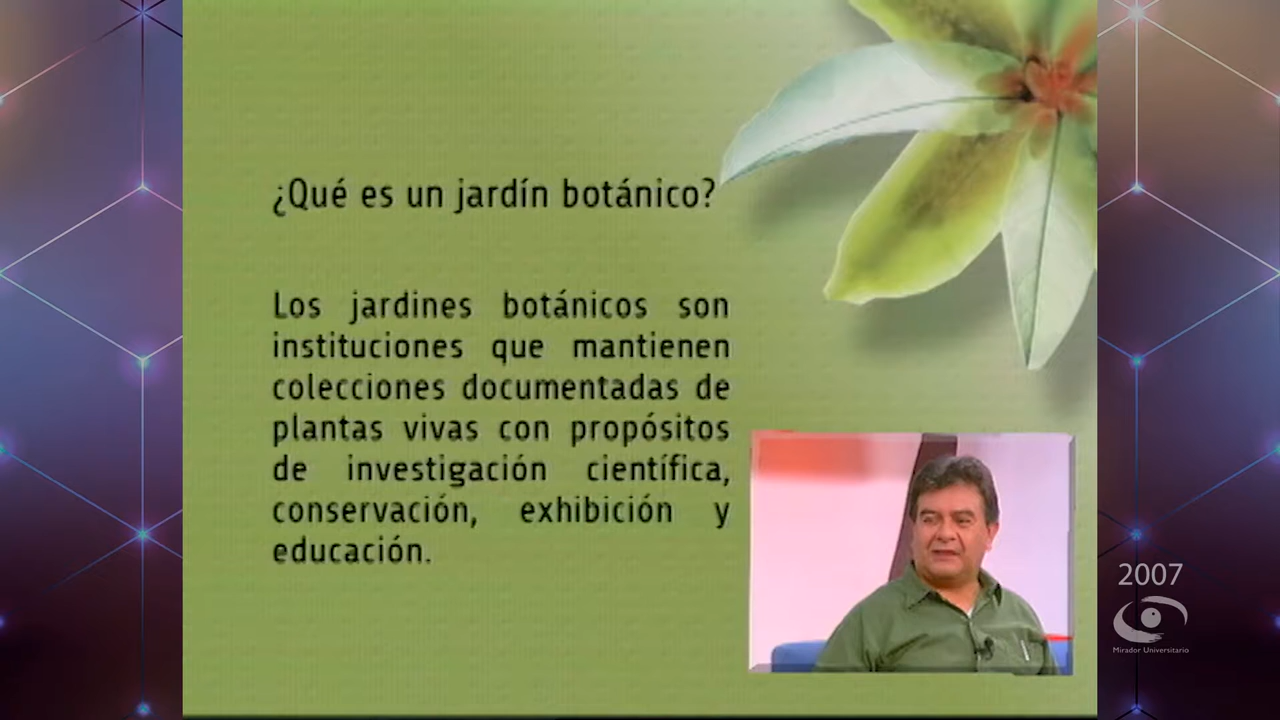 ¿Qué es un jardín botánico?
Los jardines botánicos son
instituciones que mantienen
colecciones documentadas de
plantas vivas con propósitos
de investigación científica,
conservación, exhibición y
educación.
2007
Mirador Universitario